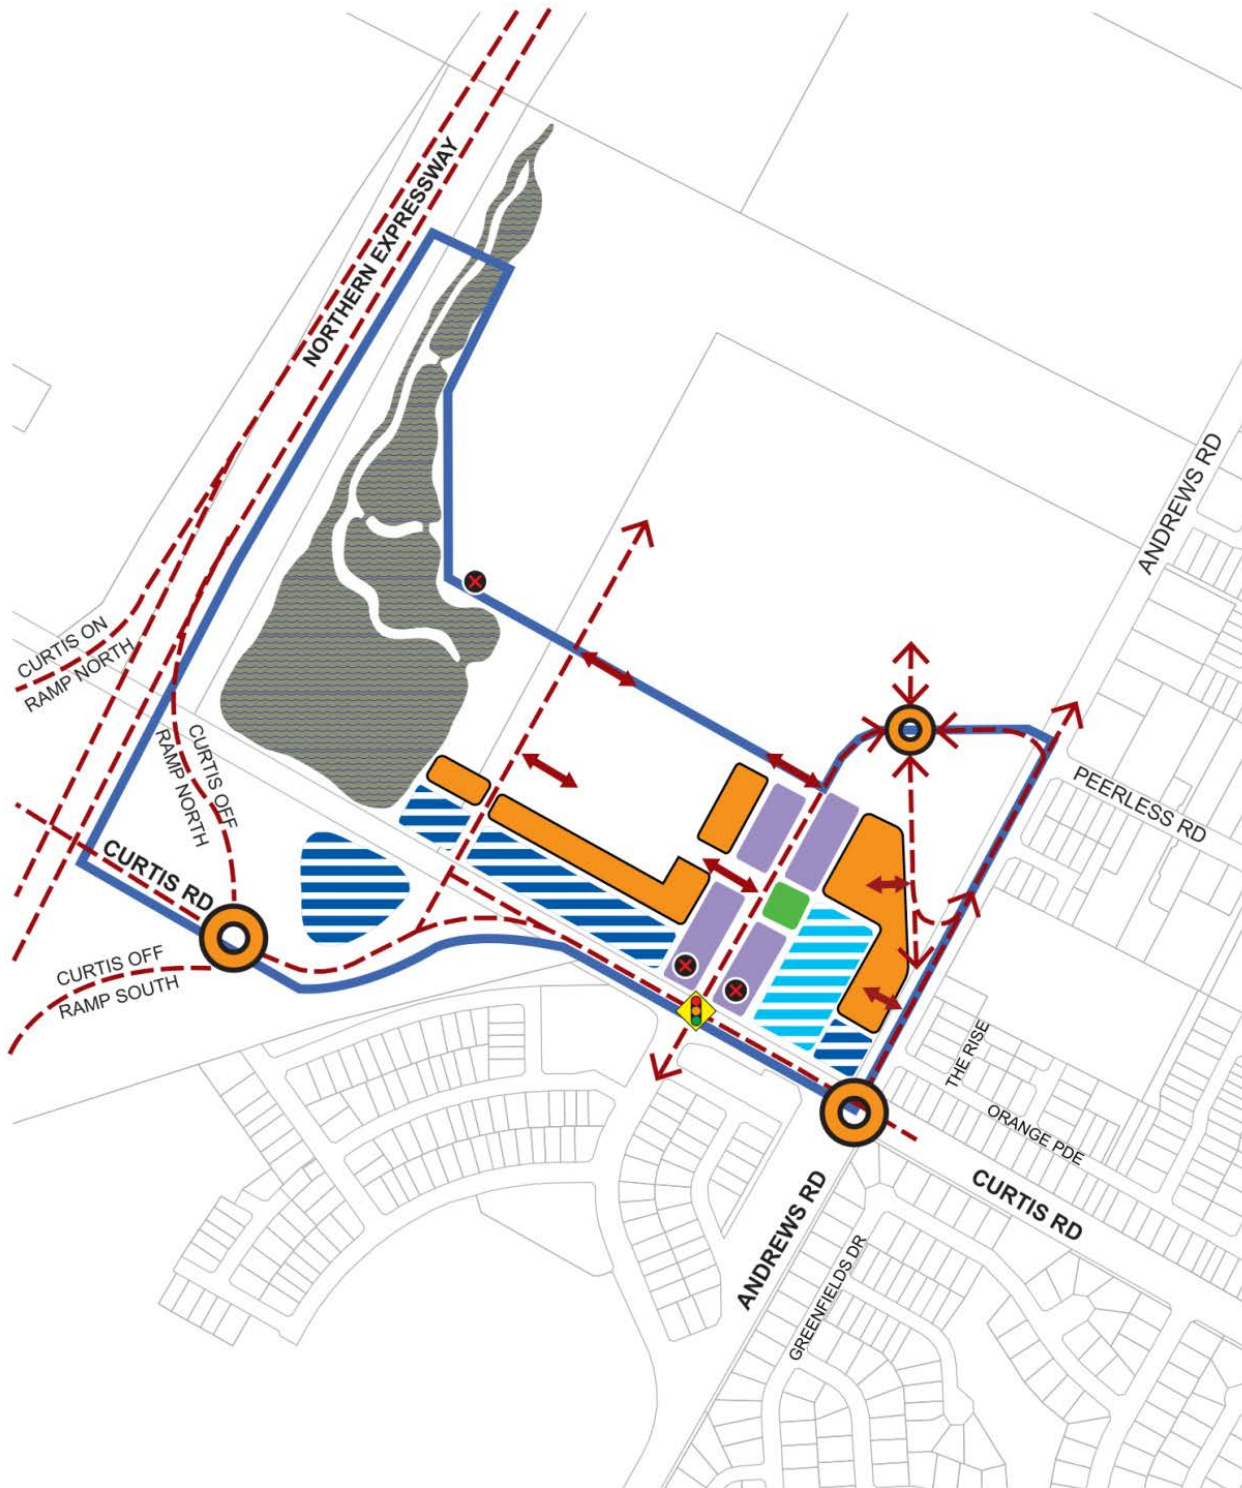 NORTHERN EXPRESSWAY
ANDREWS RD
CURTIS ON
RAMP NORTH
CURTIS OFF
RAMP NORTH
PEERLESS RD
CURTIS RD
CURTIS OFF
RAMP SOUTH
THE RISE
ORANGE PDE
CURTIS RD
ANDREWS RD
GREENFIELDS DR